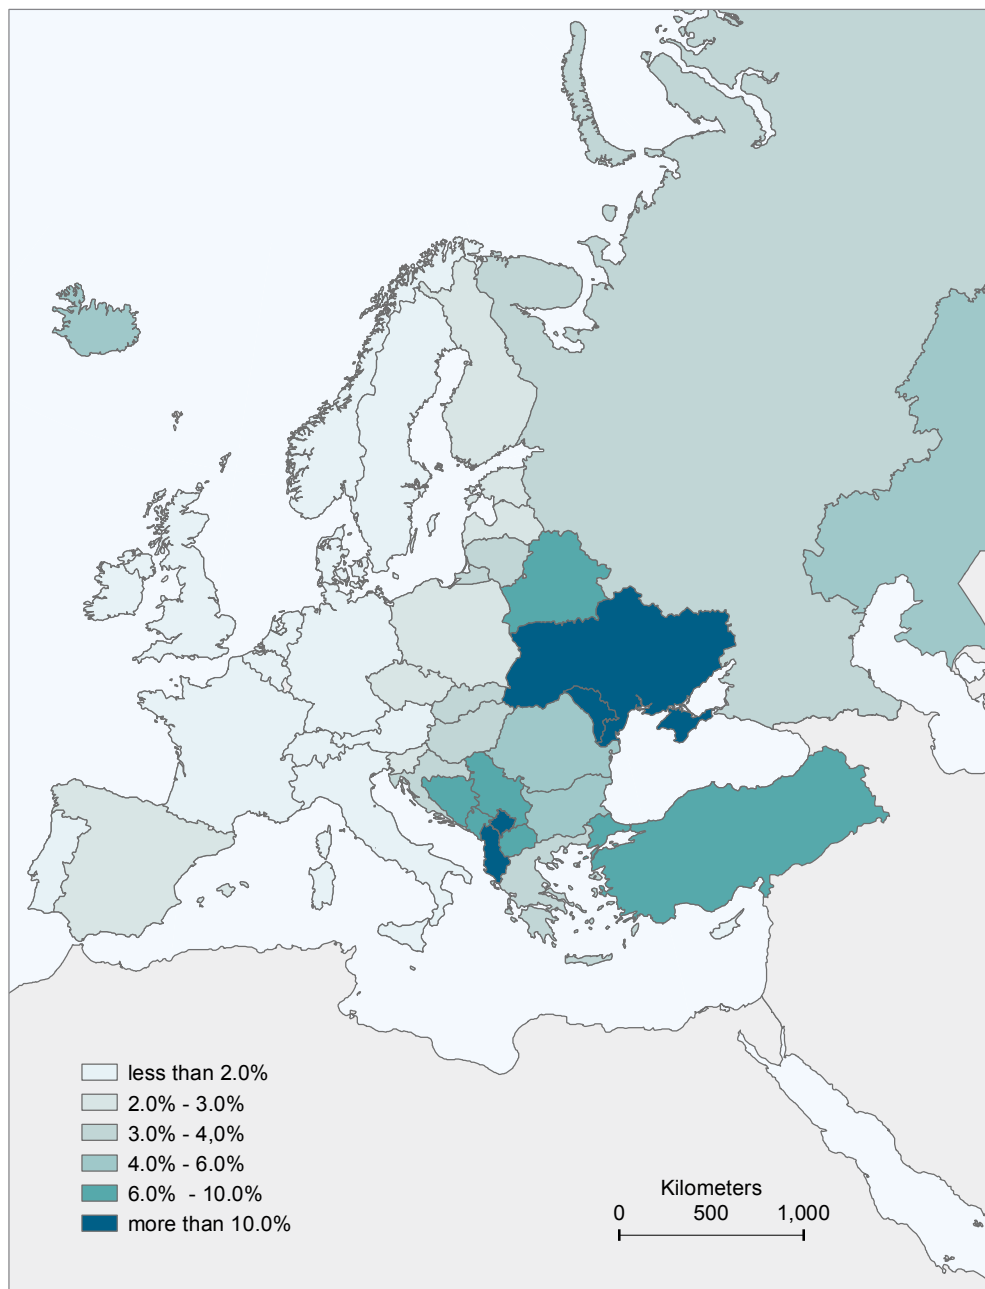 less than 2.0%
2.0% - 3.0%
3.0% - 4,0%
4.0% - 6.0%
6.0%  - 10.0%
more than 10.0%
Kilometers
0 500 1,000